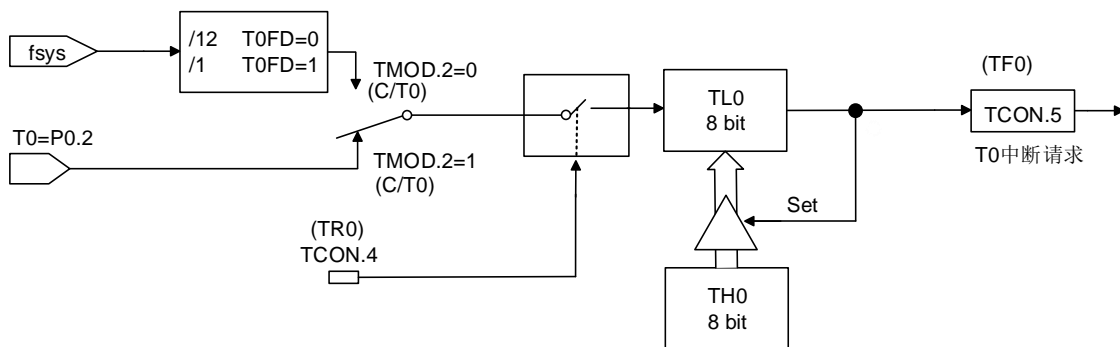 fsys
/12 T0FD=0
/1 T0FD=1
TMOD.2=0
(C/T0)
T0=P0.2
TMOD.2=1
(C/T0)
(TR0)
TCON.4
TL0
8 bit
Set
TH0
8 bit
(TF0)
TCON.5
T0中断请求